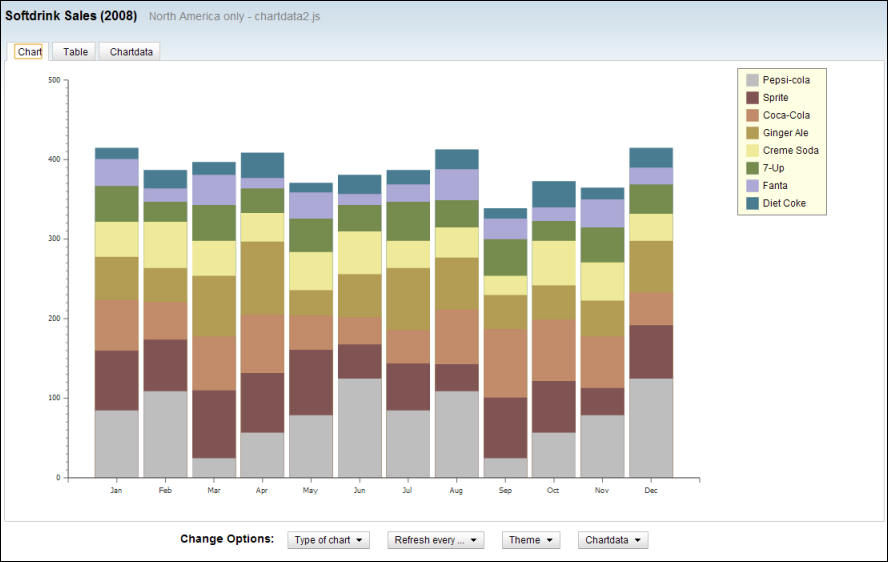 Softdrink Sales (2008) North America only - chartdata2.js
Chart Table Chartdata
500
400
300
200
100
0
Jan Feb Mar Apr May Jun Jul Aug Sep Oct Nov Dec
Pepsi-cola
Sprite
Coca-Cola
Ginger Ale
Creme Soda
7-Up
Fanta
Diet Coke
Change Options: Type of chart Refresh every ... Theme Chartdata